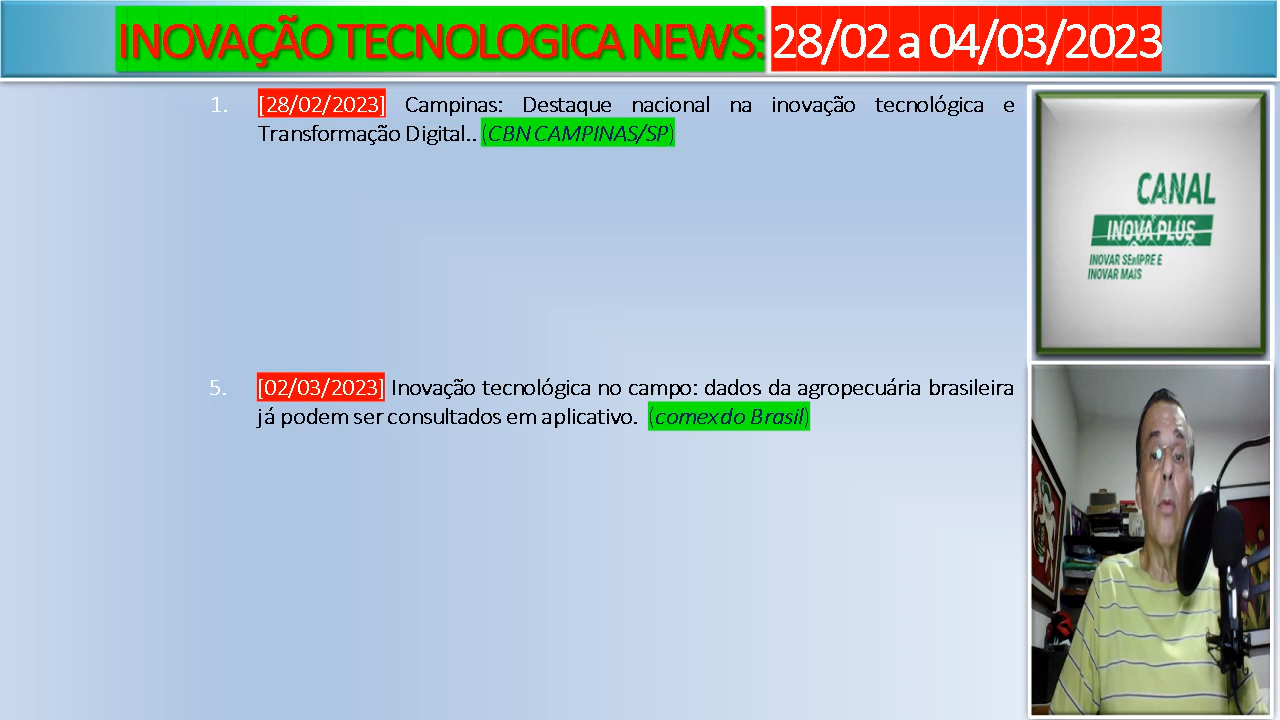 INOVAÇÃO TECNOLOGICA NEWS: 28/02 a 04/03/2023
1. [28/02/2023] Campinas: Destaque nacional na inovação tecnológica e
Transformação Digital.. (CBN CAMPINAS/SP)
CANAL
INOVA PLUS
INOVAR SEMPRE E
INOVAR MAIS
5. [02/03/2023] Inovação tecnológica no campo: dados da agropecuária brasileira
já podem ser consultados em aplicativo. (comex do Brasil)